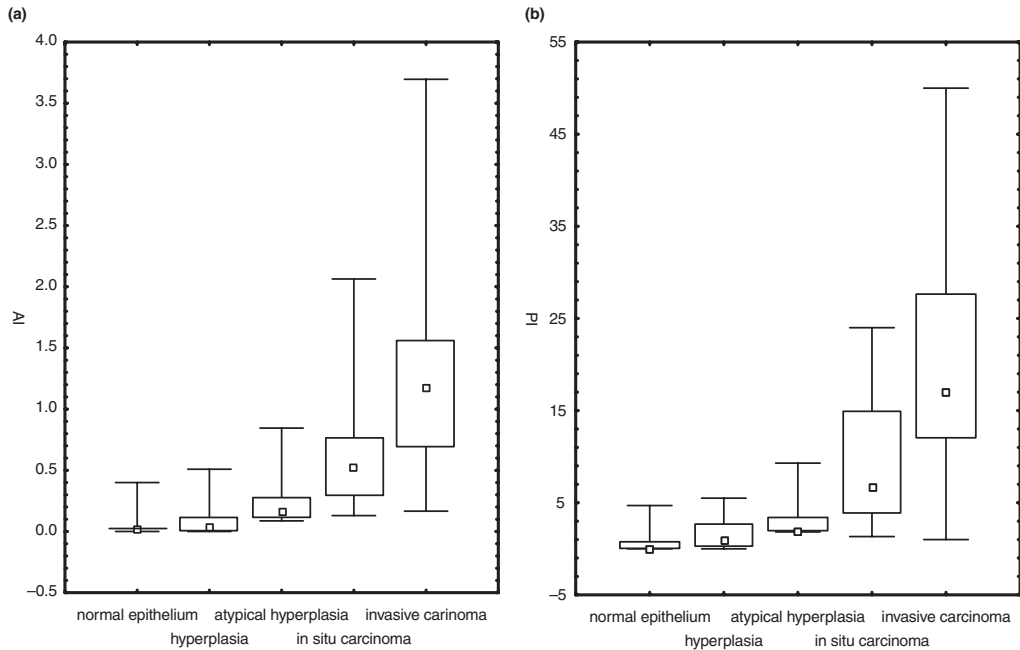 (a)
4.0
3.5
3.0
2.5
2.0
1.5
1.0
0.5
0.0
−0.5
AI
normal epithelium atypical hyperplasia invasive carinoma
hyperplasia in situ carcinoma
(b)
55
45
35
25
15
5
−5
PI
normal epithelium atypical hyperplasia invasive carcinoma
hyperplasia in situ carcinoma